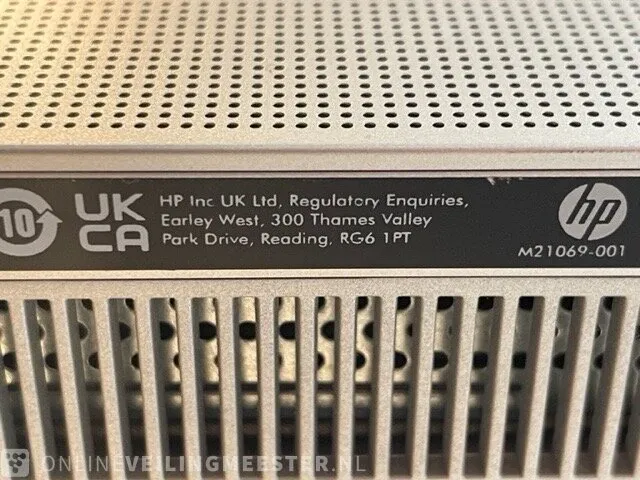 10
UK
CA
HP Inc UK Ltd, Regulatory Enquiries,
Earley West, 300 Thames Valley
Park Drive, Reading, RG6 1PT
hp
M21069-001
ONLINEVEILINGMEESTER.NL